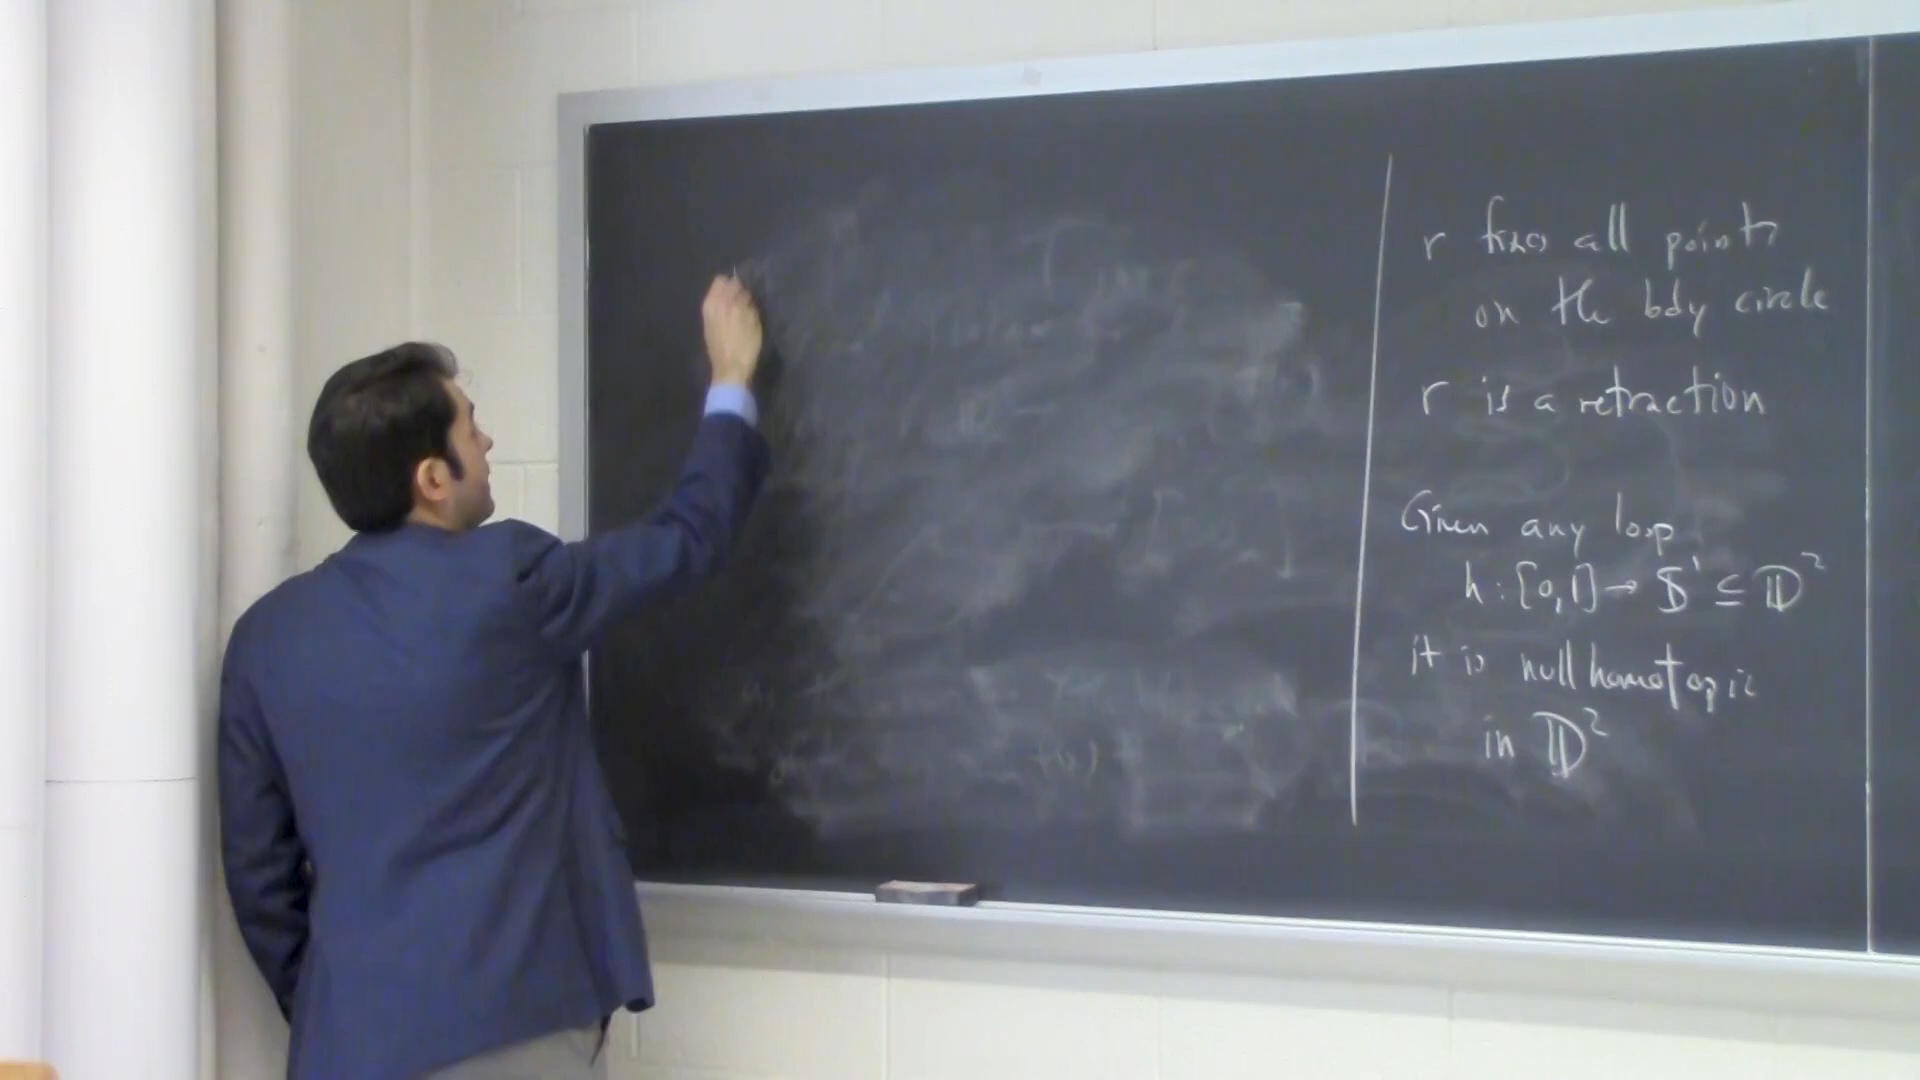 r fixes all points
on the bdy circle
r is a retraction
Given any loop
h : [0,1] → 𝕊¹ ⊆ 𝔻²
it is null homotopic
in 𝔻²